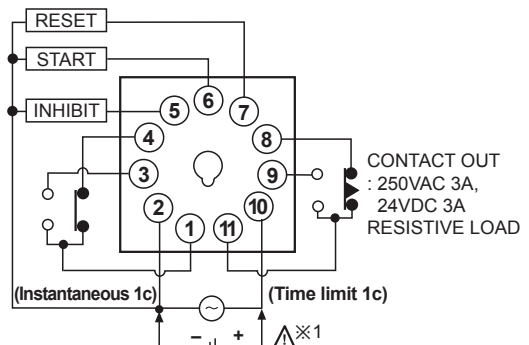 RESET
START
INHIBIT
6
5
7
4
8
3
9
2
10
1
11
CONTACT OUT
: 250VAC 3A,
24VDC 3A
RESISTIVE LOAD
(Instantaneous 1c)
(Time limit 1c)
~
− +
※1